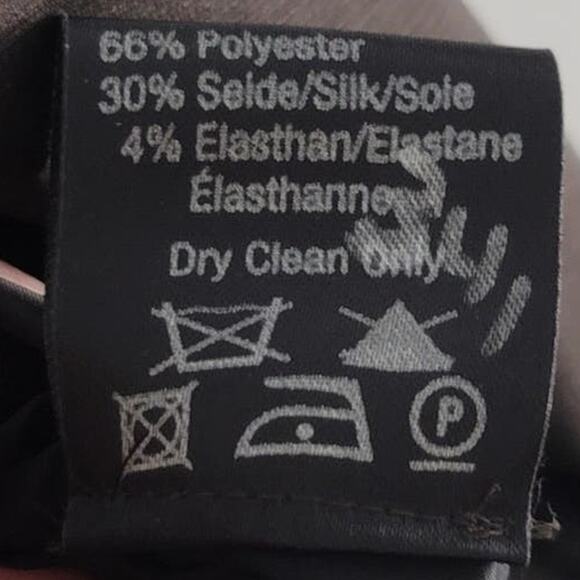 66% Polyester
30% Seide/Silk/Soie
4% Elasthan/Elastane
Élasthanne
Dry Clean Only
P